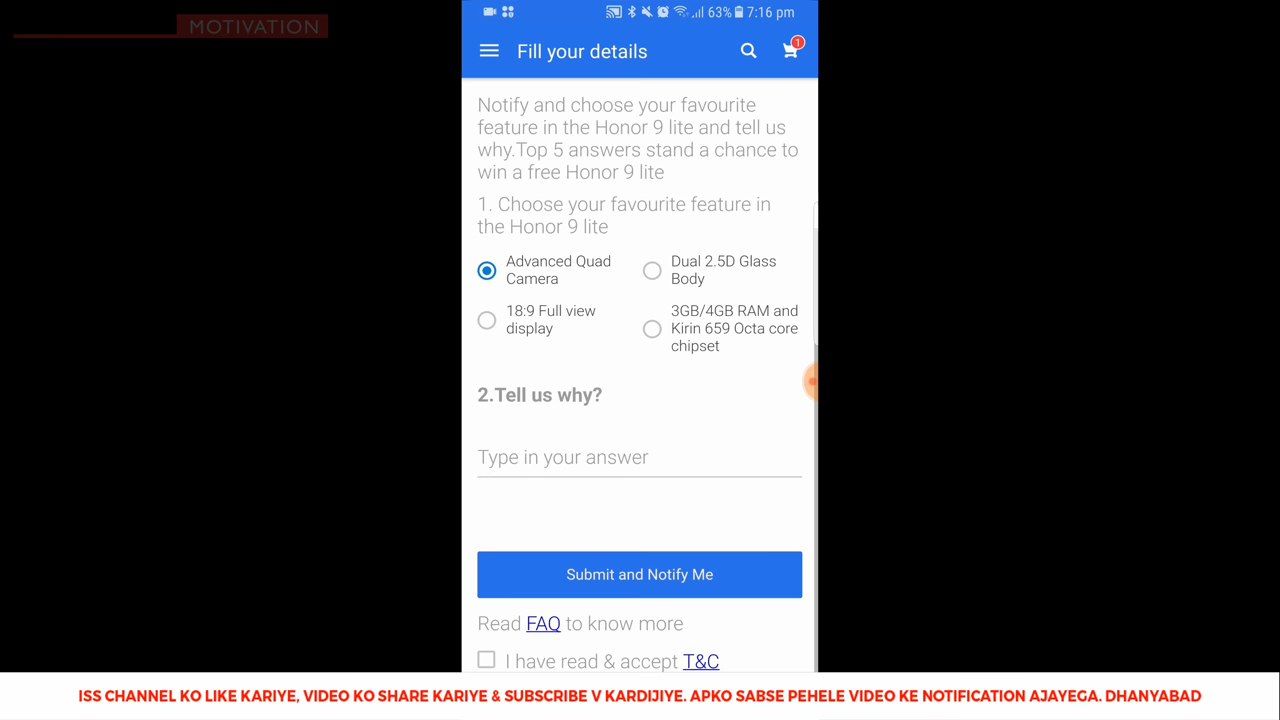 MOTIVATION
63% 7:16 pm
Fill your details
1
Notify and choose your favourite
feature in the Honor 9 lite and tell us
why.Top 5 answers stand a chance to
win a free Honor 9 lite
1. Choose your favourite feature in
the Honor 9 lite
Advanced Quad
Camera
Dual 2.5D Glass
Body
18:9 Full view
display
3GB/4GB RAM and
Kirin 659 Octa core
chipset
2.Tell us why?
Type in your answer
Submit and Notify Me
Read FAQ to know more
I have read & accept T&C
ISS CHANNEL KO LIKE KARIYE, VIDEO KO SHARE KARIYE & SUBSCRIBE V KARDIJIYE. APKO SABSE PEHELE VIDEO KE NOTIFICATION AJAYEGA. DHANYABAD